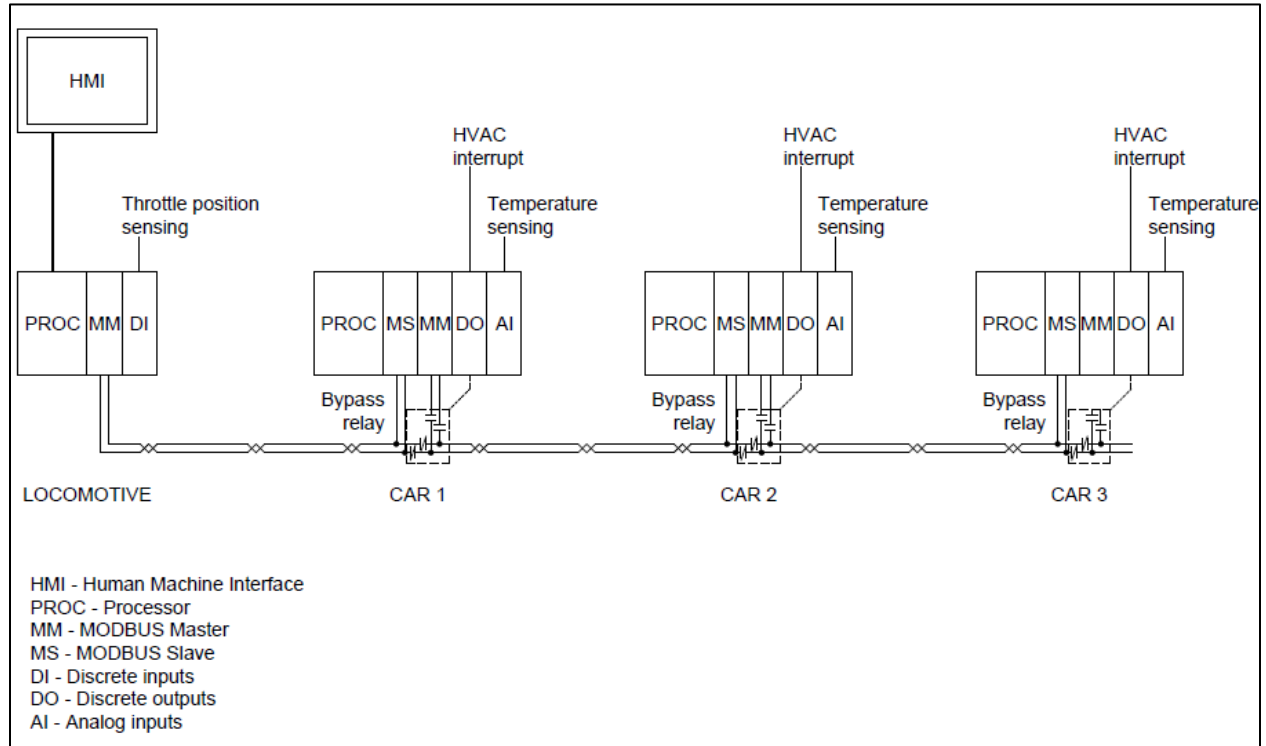 HMI
HVAC
interrupt
HVAC
interrupt
HVAC
interrupt
Throttle position
sensing
Temperature
sensing
Temperature
sensing
Temperature
sensing
PROC MM DI
PROC MS MM DO AI
PROC MS MM DO AI
PROC MS MM DO AI
Bypass
relay
Bypass
relay
Bypass
relay
LOCOMOTIVE
CAR 1
CAR 2
CAR 3
HMI - Human Machine Interface
PROC - Processor
MM - MODBUS Master
MS - MODBUS Slave
DI - Discrete inputs
DO - Discrete outputs
AI - Analog inputs